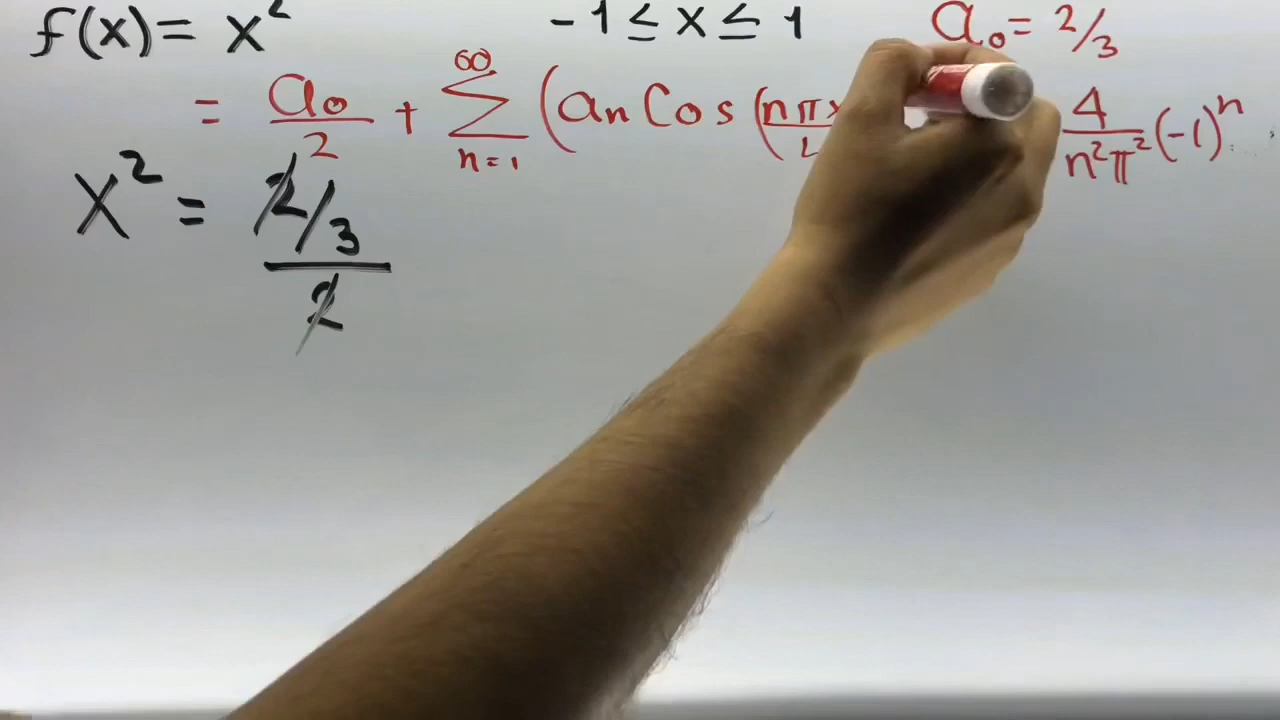 f(x) = x² -1 ≤ x ≤ 1 a₀ = 2/3
= a₀/2 + ∑ₙ₌₁^∞ (aₙ Cos (nπx/L 4/n²π² (-1)ⁿ
x² = 2/3/2